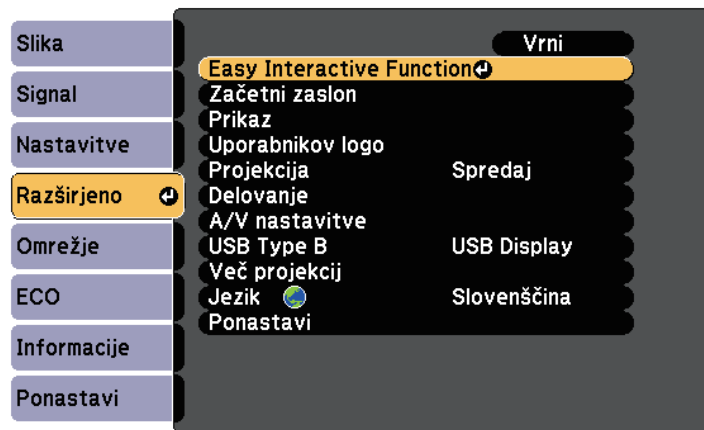 Slika
Signal
Nastavitve
Razširjeno
Omrežje
ECO
Informacije
Ponastavi
Vrni
Easy Interactive Function
Začetni zaslon
Prikaz
Uporabnikov logo
Projekcija Spredaj
Delovanje
A/V nastavitve
USB Type B USB Display
Več projekcij
Jezik Slovenščina
Ponastavi